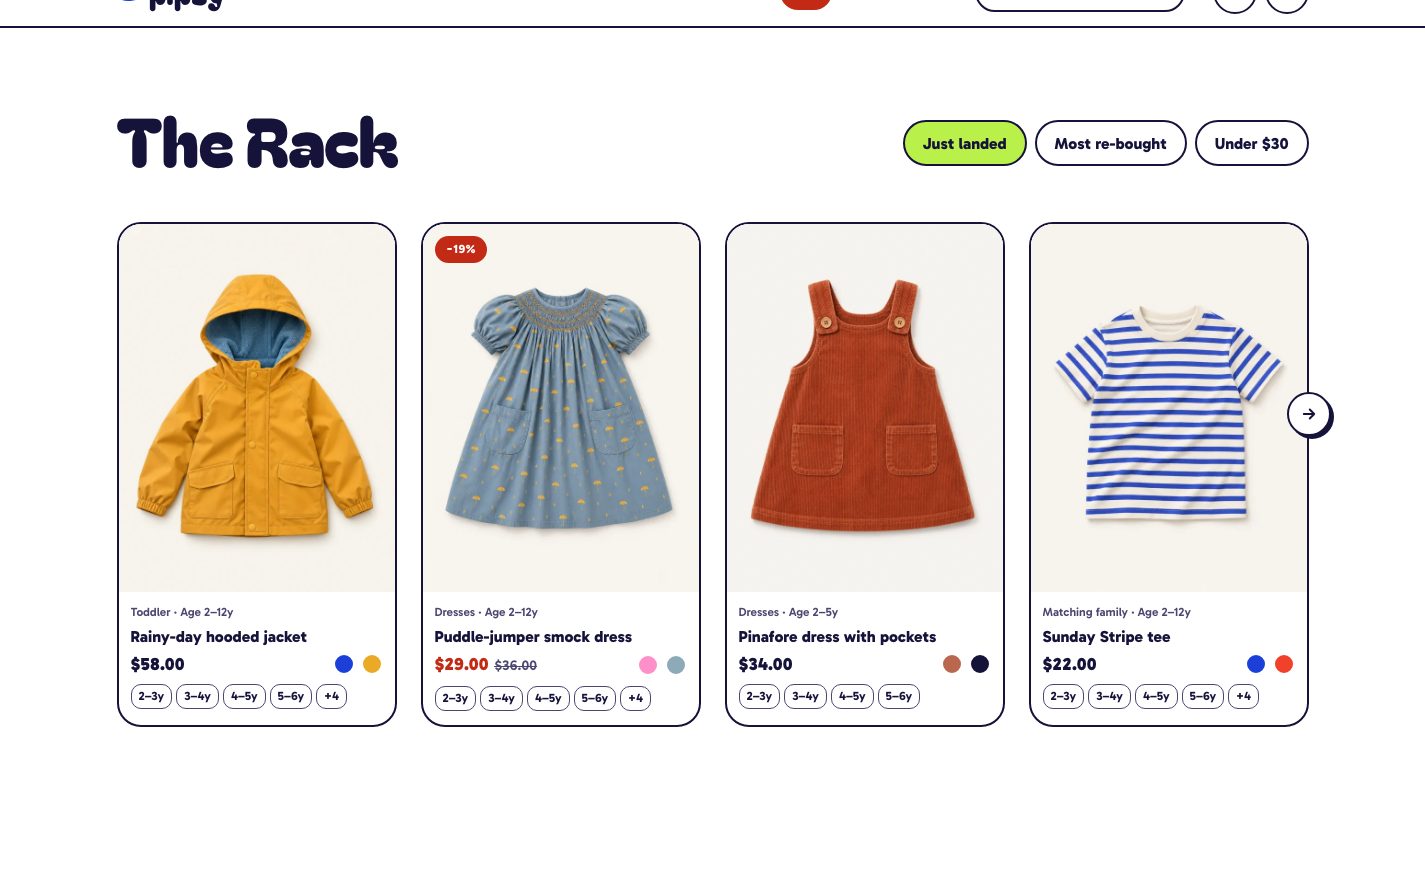 pipsy
The Rack
Just landed
Most re-bought
Under $30
-19%
Toddler · Age 2–12y
Rainy-day hooded jacket
$58.00
2–3y 3–4y 4–5y 5–6y +4
Dresses · Age 2–12y
Puddle-jumper smock dress
$29.00 $36.00
2–3y 3–4y 4–5y 5–6y +4
Dresses · Age 2–5y
Pinafore dress with pockets
$34.00
2–3y 3–4y 4–5y 5–6y
Matching family · Age 2–12y
Sunday Stripe tee
$22.00
2–3y 3–4y 4–5y 5–6y +4